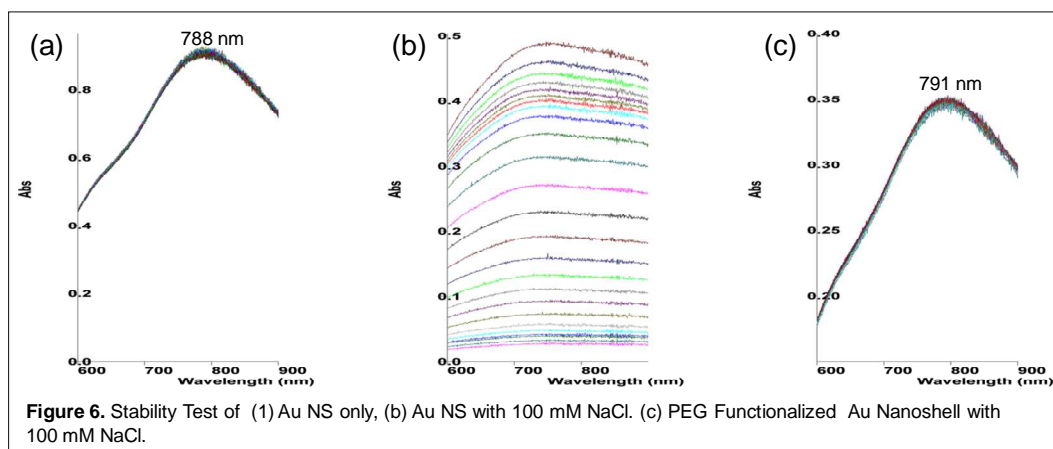 (a)
788 nm
0.8
0.6
0.4
0.2
0.0
Abs
600 700 800 900
Wavelength (nm)
(b)
0.5
0.4
0.3
0.2
0.1
0.0
Abs
600 700 800
Wavelength (nm)
(c)
791 nm
0.40
0.35
0.30
0.25
0.20
Abs
600 700 800 900
Wavelength (nm)
Figure 6. Stability Test of (1) Au NS only, (b) Au NS with 100 mM NaCl. (c) PEG Functionalized Au Nanoshell with
100 mM NaCl.